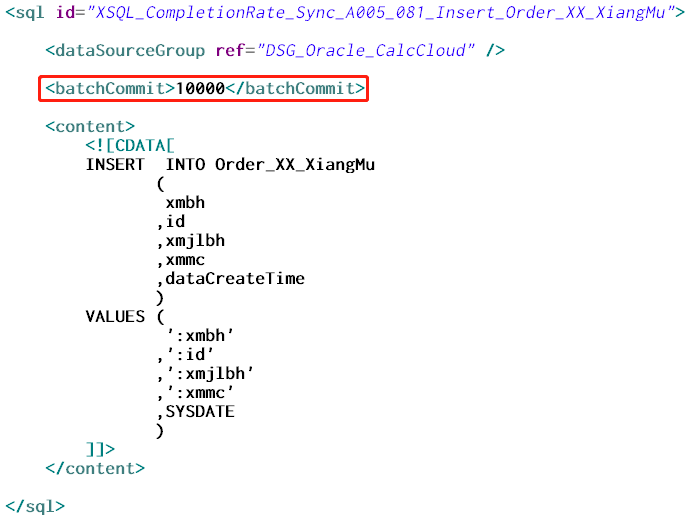 <sql id="XSQL_CompletionRate_Sync_A005_081_Insert_Order_XX_XiangMu">
<dataSourceGroup ref="DSG_Oracle_CalcCloud" />
<batchCommit>10000</batchCommit>
<content>
<![CDATA[
INSERT  INTO Order_XX_XiangMu
(
xmbh
,id
,xmjlbh
,xmmc
,dataCreateTime
)
VALUES (
':xmbh'
,':id'
,':xmjlbh'
,':xmmc'
,SYSDATE
)
]]>
</content>
</sql>